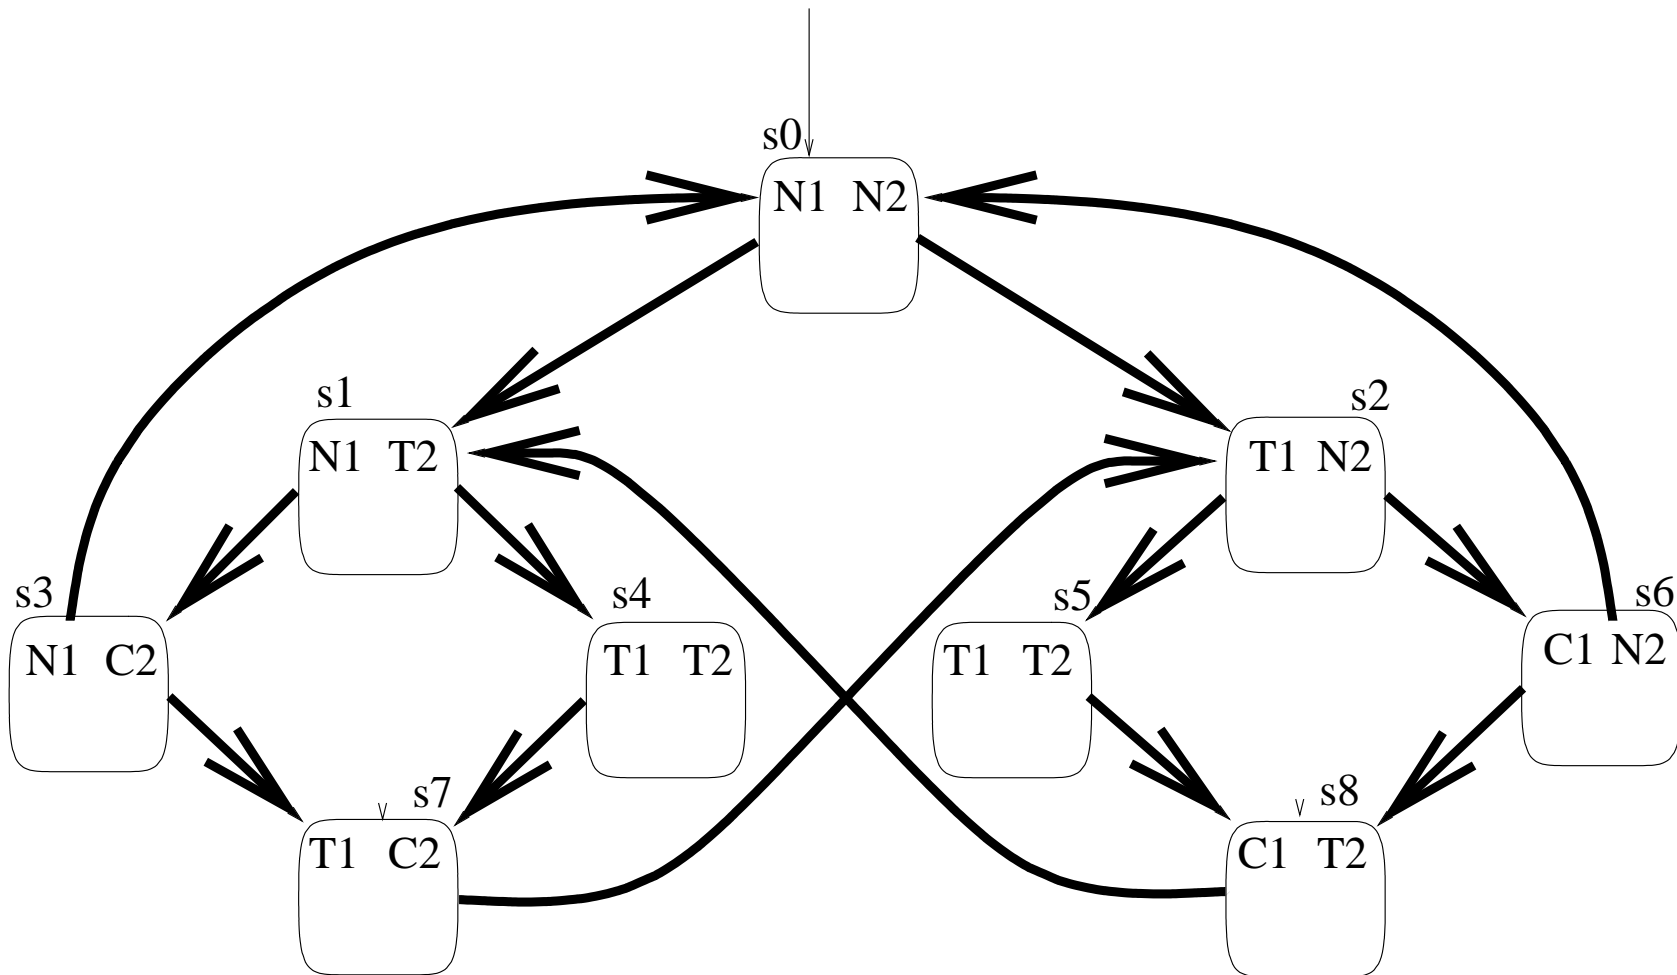 s0
N1 N2
s1
N1 T2
s2
T1 N2
s3
N1 C2
s4
T1 T2
s5
T1 T2
s6
C1 N2
s7
T1 C2
s8
C1 T2